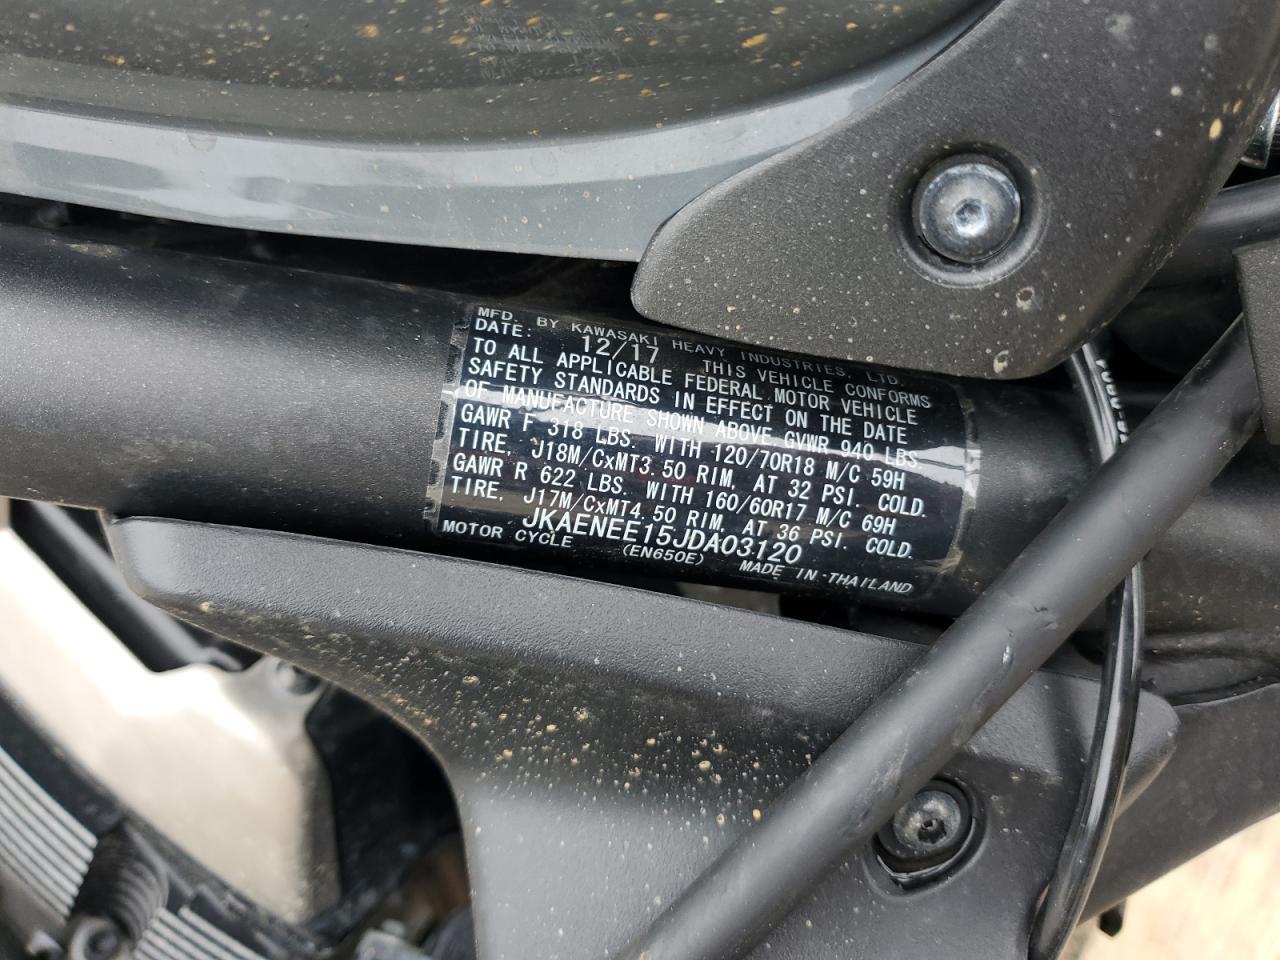 MFD. BY KAWASAKI HEAVY INDUSTRIES, LTD.
DATE: 12/17 THIS VEHICLE CONFORMS
TO ALL APPLICABLE FEDERAL MOTOR VEHICLE
SAFETY STANDARDS IN EFFECT ON THE DATE
OF MANUFACTURE SHOWN ABOVE. GVWR 940 LBS.
GAWR F 318 LBS. WITH 120/70R18 M/C 59H
TIRE, J18M/CxMT3.50 RIM, AT 32 PSI. COLD.
GAWR R 622 LBS. WITH 160/60R17 M/C 69H
TIRE, J17M/CxMT4.50 RIM, AT 36 PSI. COLD.
JKAENEE15JDA03120
MOTOR CYCLE (EN650E) MADE IN THAILAND